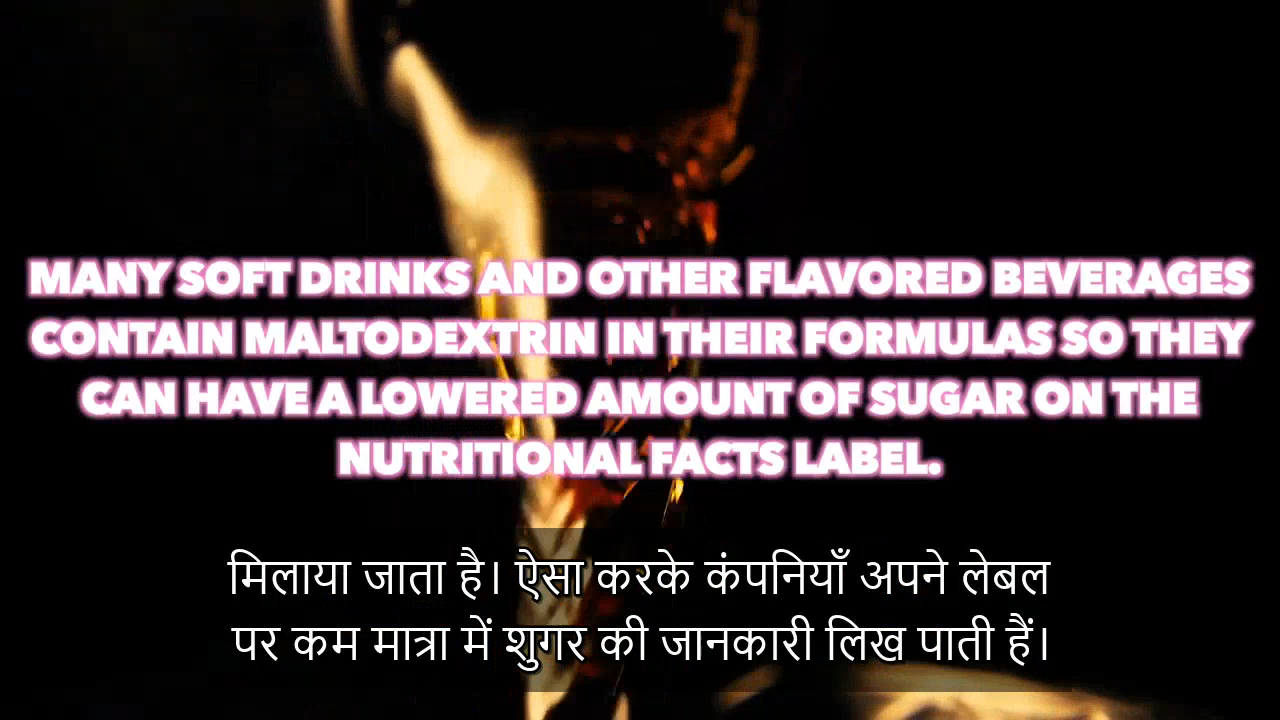 MANY SOFT DRINKS AND OTHER FLAVORED BEVERAGES
CONTAIN MALTODEXTRIN IN THEIR FORMULAS SO THEY
CAN HAVE A LOWERED AMOUNT OF SUGAR ON THE
NUTRITIONAL FACTS LABEL.
मिलाया जाता है। ऐसा करके कंपनियाँ अपने लेबल
पर कम मात्रा में शुगर की जानकारी लिख पाती हैं।